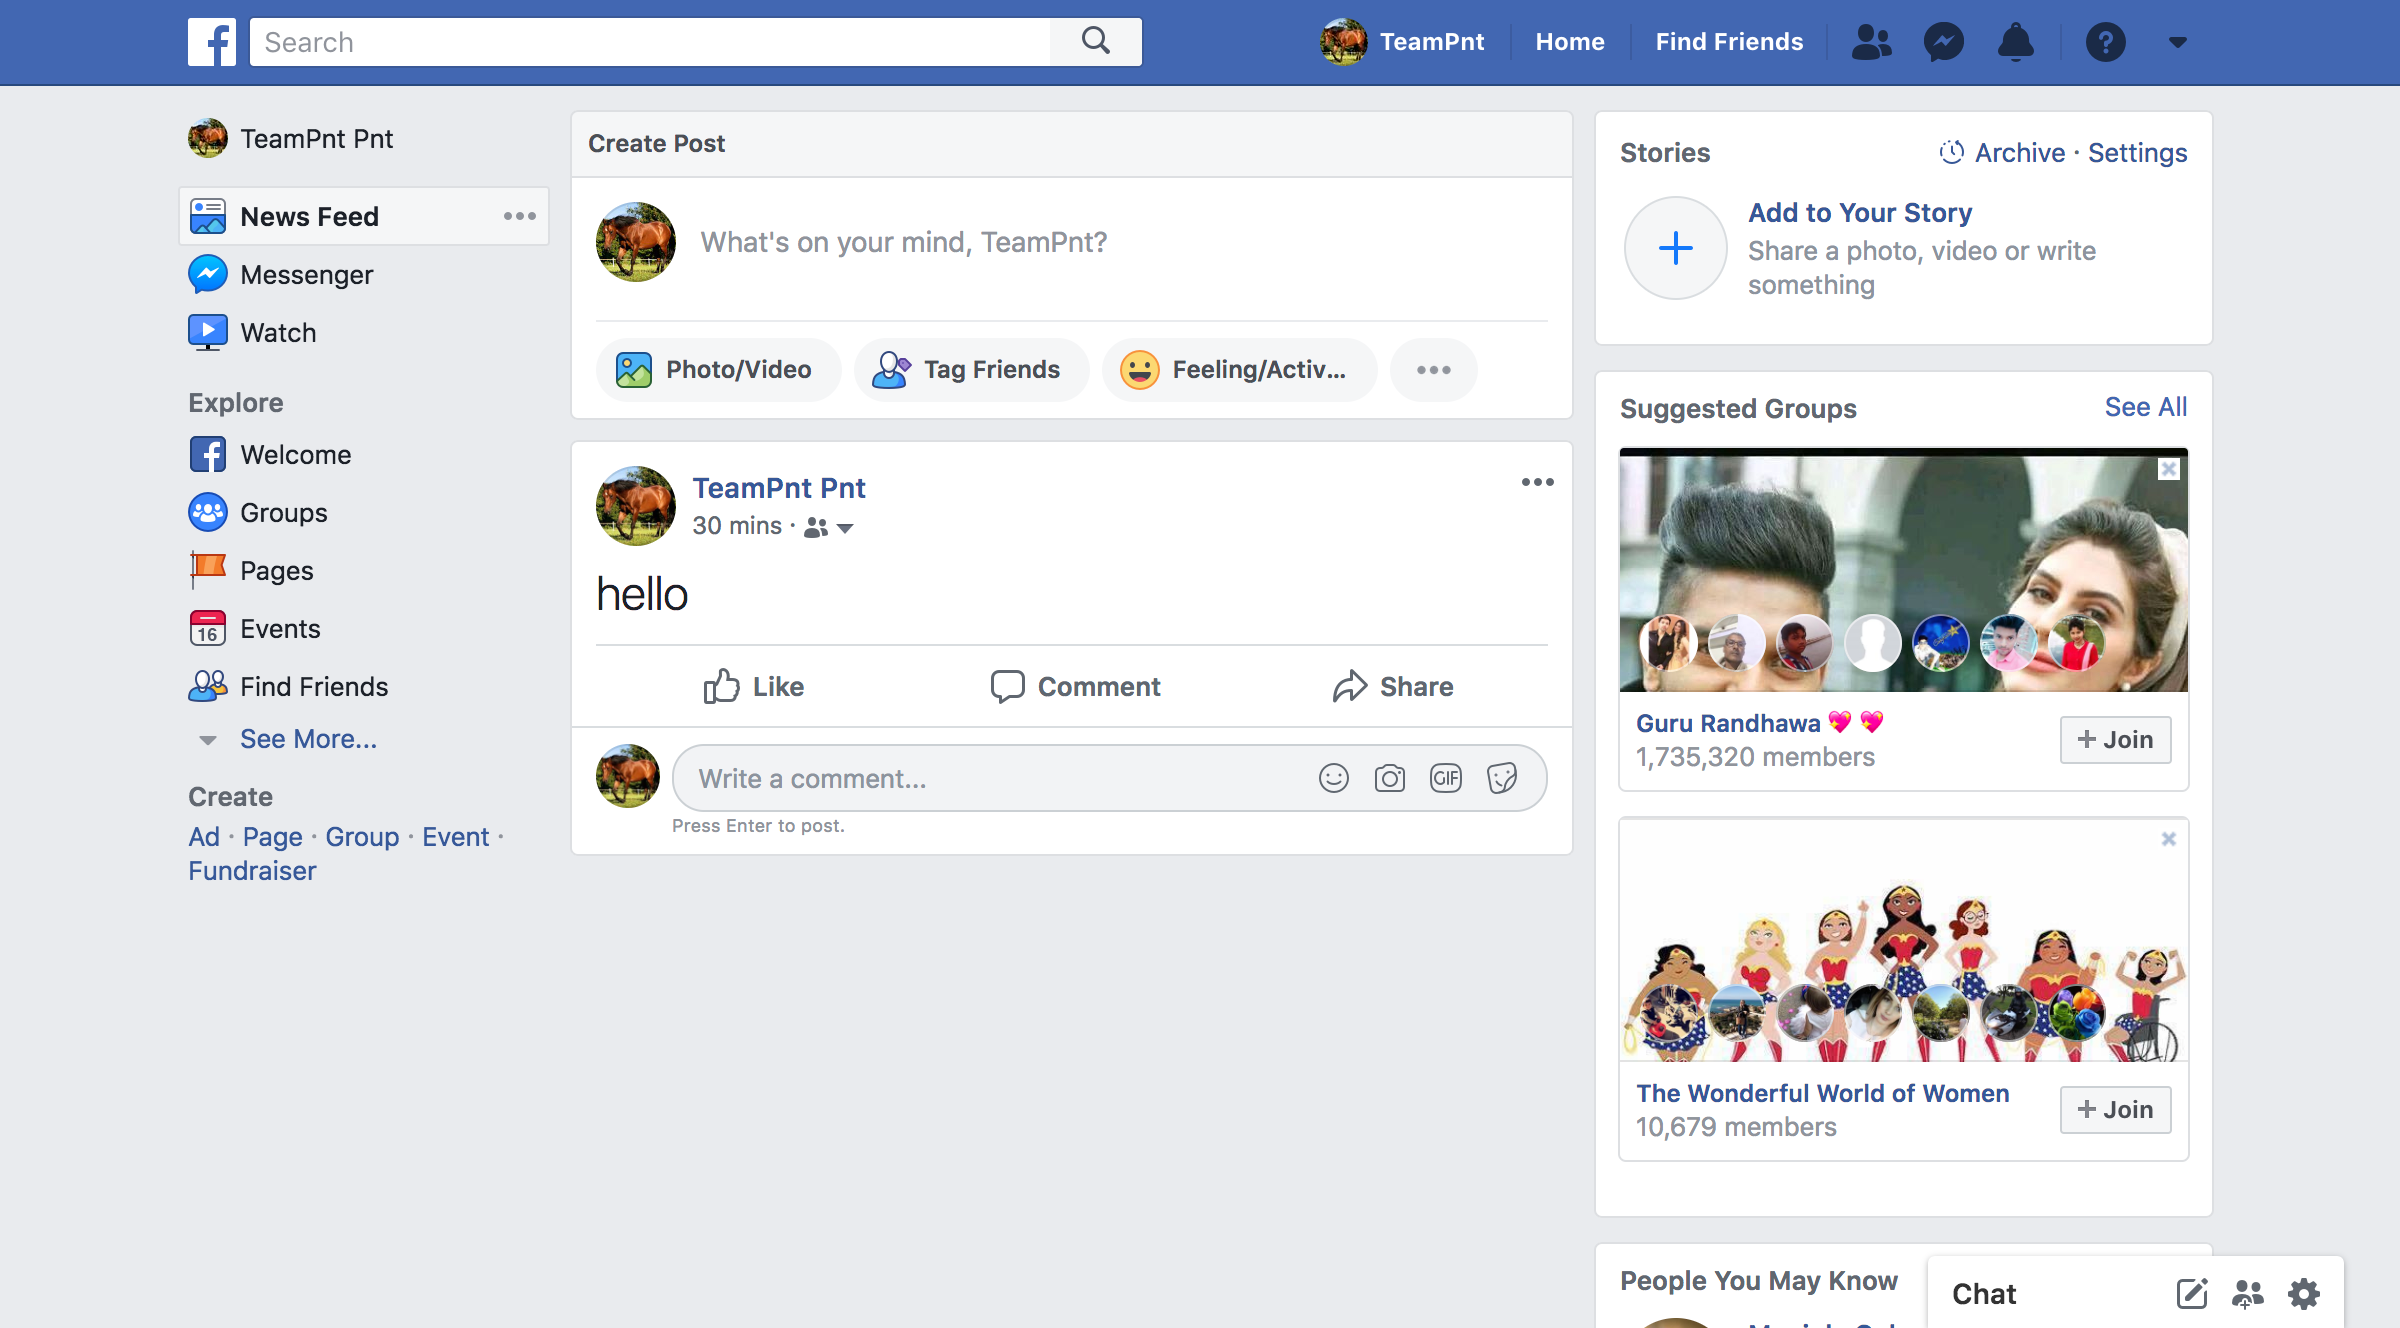 Search
TeamPnt
Home
Find Friends
TeamPnt Pnt
News Feed
Messenger
Watch
Explore
Welcome
Groups
Pages
16
Events
Find Friends
See More...
Create
Ad · Page · Group · Event ·
Fundraiser
Create Post
What's on your mind, TeamPnt?
Photo/Video
Tag Friends
Feeling/Activ...
TeamPnt Pnt
30 mins ·
hello
Like
Comment
Share
Write a comment...
GIF
Press Enter to post.
Stories
Archive · Settings
Add to Your Story
Share a photo, video or write
something
Suggested Groups
See All
Guru Randhawa 💖 💖
1,735,320 members
+ Join
The Wonderful World of Women
10,679 members
+ Join
People You May Know
Chat